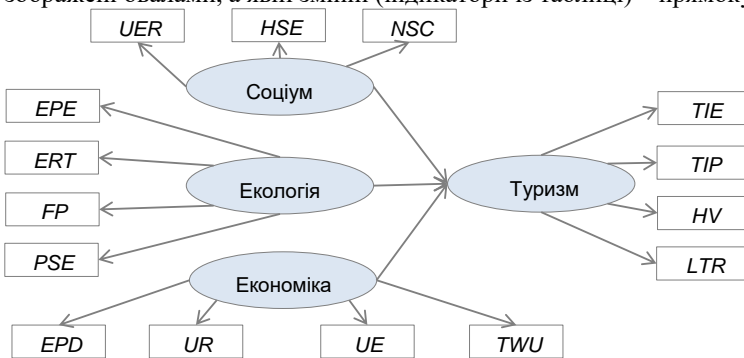 зображені овалами, а явні змінні (індикатори із таблиці) – прямоку
UER HSE NSC
Соціум
EPE
TIE
ERT
TIP
Екологія
Туризм
FP
HV
PSE
LTR
Економіка
EPD UR UE TWU